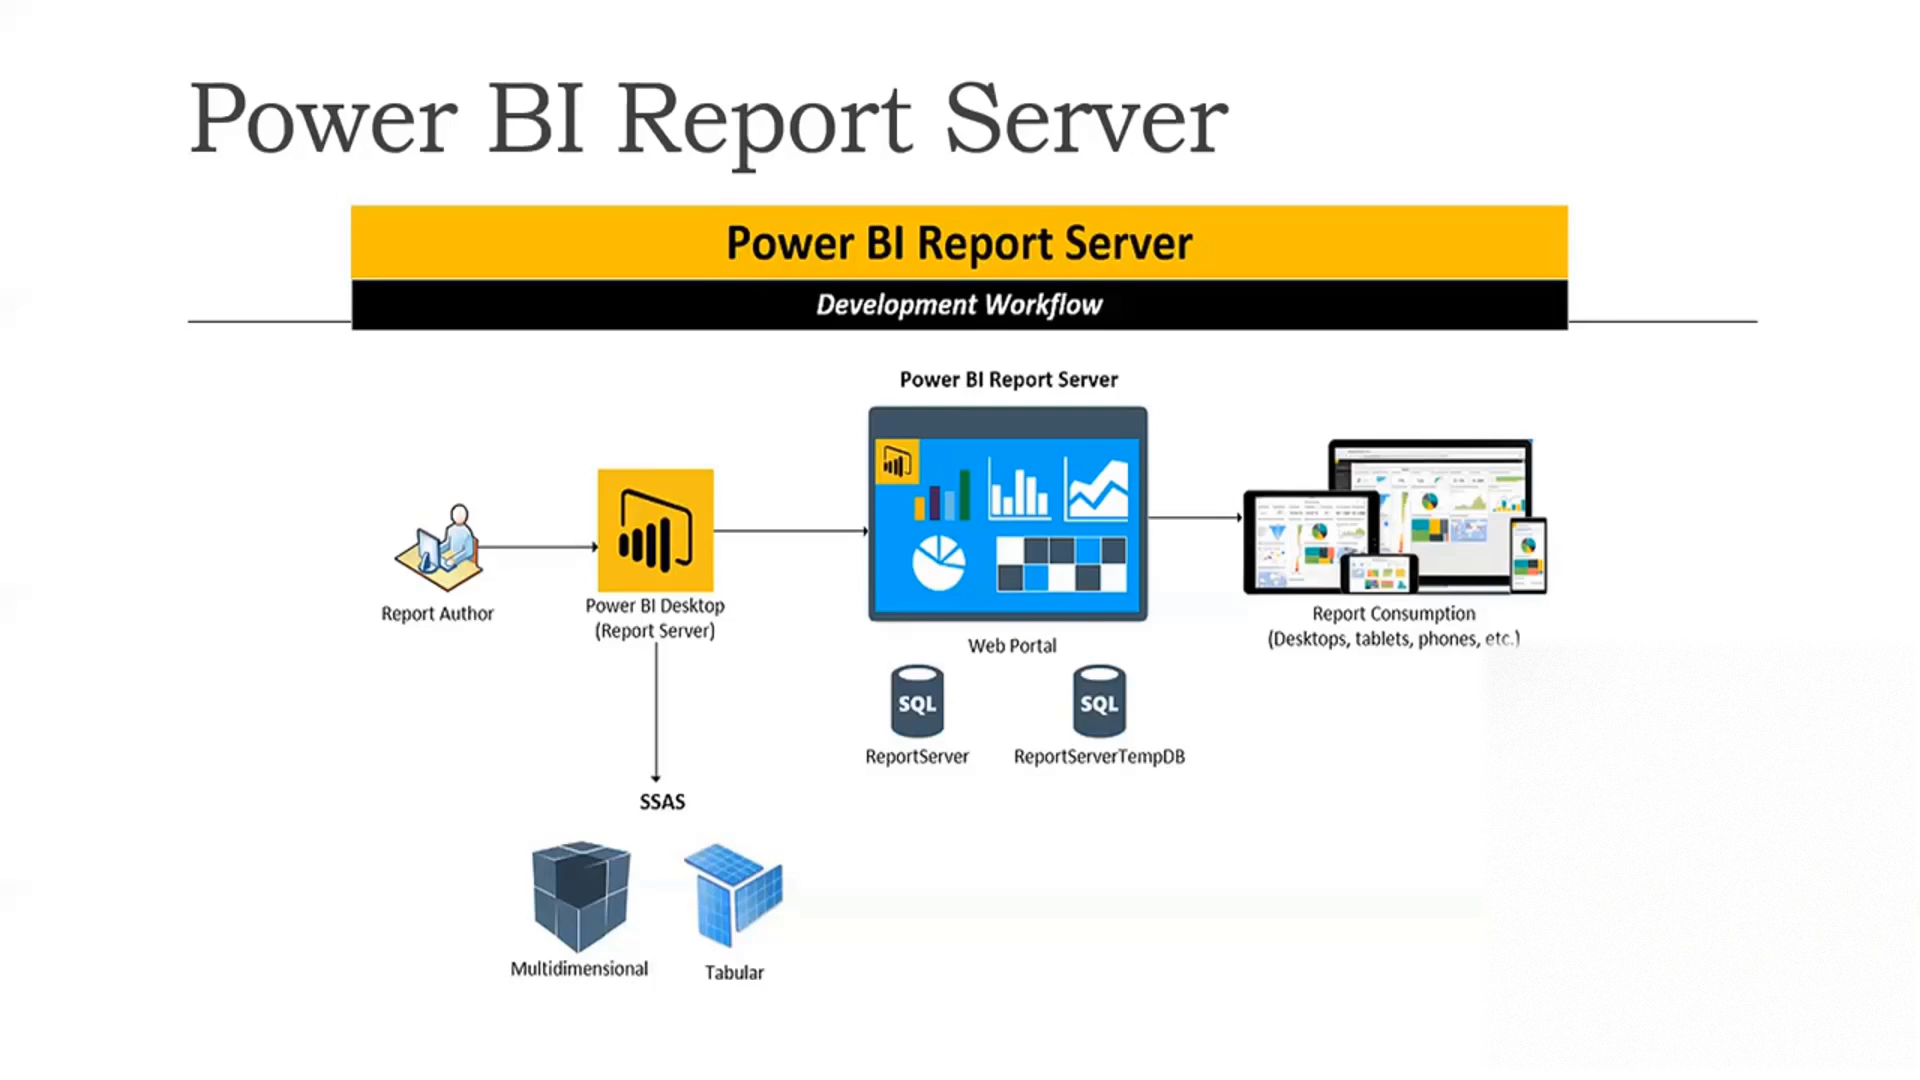 Power BI Report Server
Power BI Report Server
Development Workflow
Power BI Report Server
Report Author
Power BI Desktop
(Report Server)
Web Portal
Report Consumption
(Desktops, tablets, phones, etc.)
SQL
SQL
ReportServer
ReportServerTempDB
SSAS
Multidimensional
Tabular